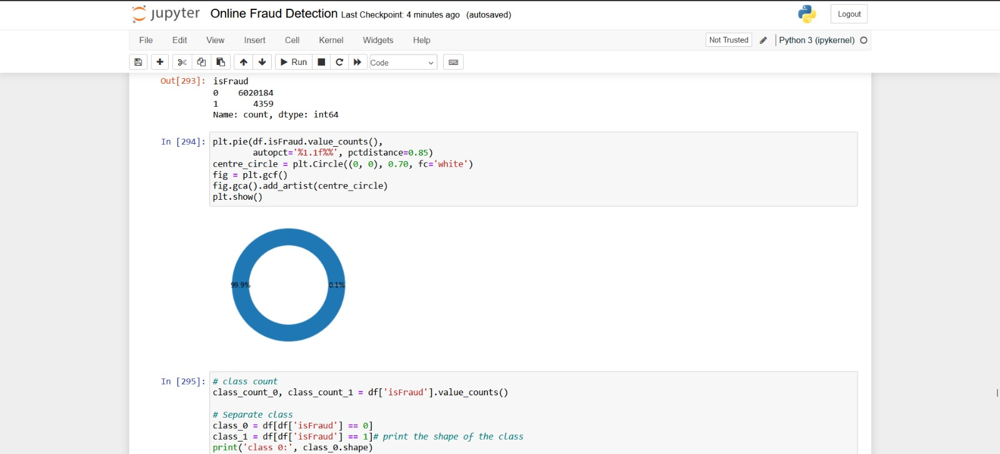 jupyter Online Fraud Detection Last Checkpoint: 4 minutes ago (autosaved)
Logout
File Edit View Insert Cell Kernel Widgets Help
Not Trusted Python 3 (ipykernel)
Run Code
Out[293]: isFraud
0    6020184
1       4359
Name: count, dtype: int64
In [294]: plt.pie(df.isFraud.value_counts(),
        autopct='%1.1f%%', pctdistance=0.85)
centre_circle = plt.Circle((0, 0), 0.70, fc='white')
fig = plt.gcf()
fig.gca().add_artist(centre_circle)
plt.show()
99.9% 0.1%
In [295]: # class count
class_count_0, class_count_1 = df['isFraud'].value_counts()
# Separate class
class_0 = df[df['isFraud'] == 0]
class_1 = df[df['isFraud'] == 1]# print the shape of the class
print('class 0:', class_0.shape)